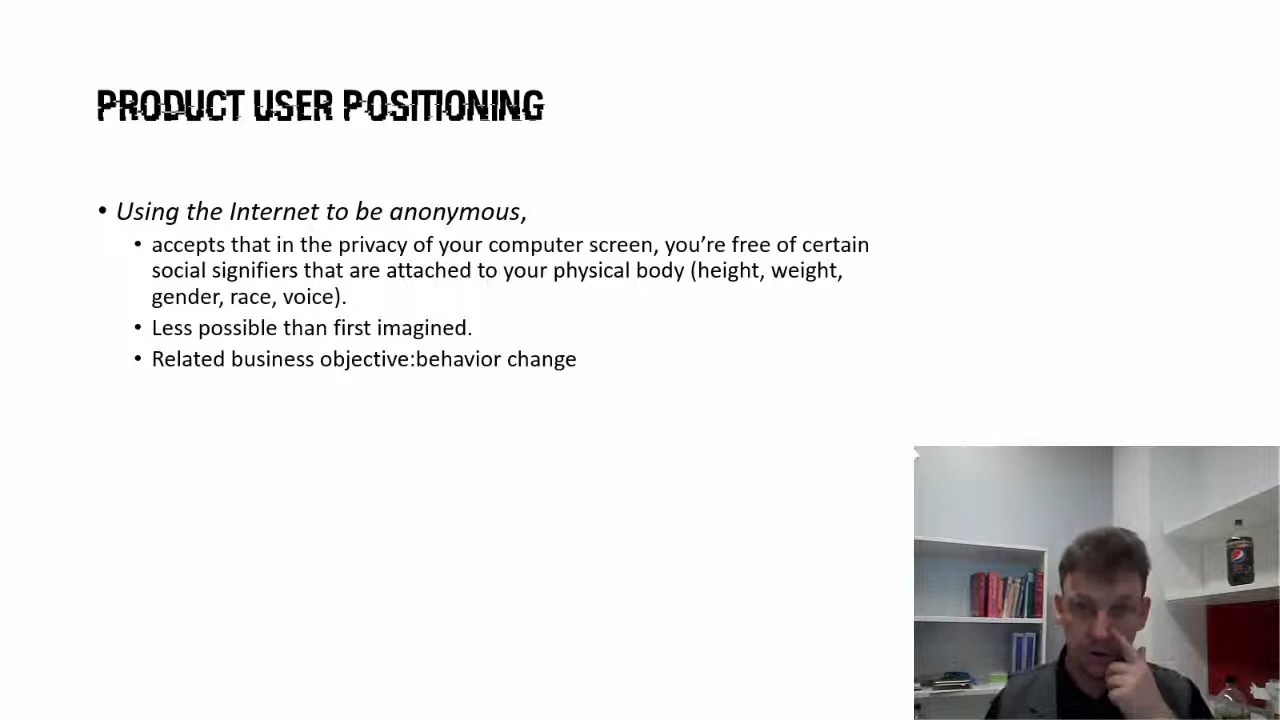 PRODUCT USER POSITIONING
• Using the Internet to be anonymous,
• accepts that in the privacy of your computer screen, you’re free of certain
social signifiers that are attached to your physical body (height, weight,
gender, race, voice).
• Less possible than first imagined.
• Related business objective:behavior change